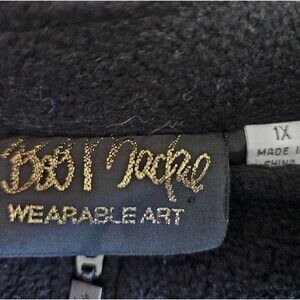 Bob Mackie
WEARABLE ART
1X
MADE IN
CHINA